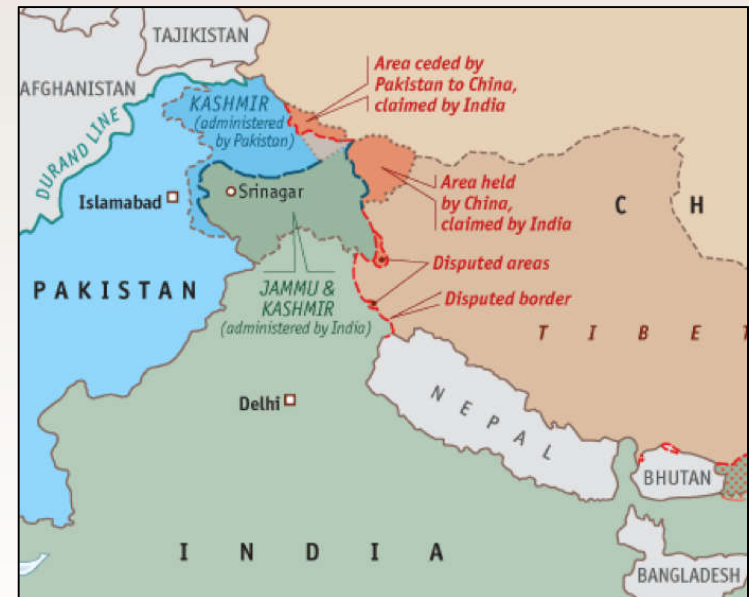 TAJIKISTAN
AFGHANISTAN
DURAND LINE
KASHMIR
(administered
by Pakistan)
Area ceded by
Pakistan to China,
claimed by India
Islamabad
Srinagar
Area held
by China,
claimed by India
C H
PAKISTAN
JAMMU &
KASHMIR
(administered by India)
Disputed areas
Disputed border
T I B E T
Delhi
NEPAL
BHUTAN
INDIA
BANGLADESH